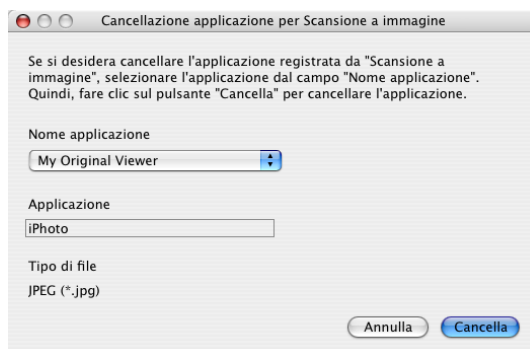 Cancellazione applicazione per Scansione a immagine
Se si desidera cancellare l'applicazione registrata da "Scansione a
immagine", selezionare l'applicazione dal campo "Nome applicazione".
Quindi, fare clic sul pulsante "Cancella" per cancellare l'applicazione.
Nome applicazione
My Original Viewer
Applicazione
iPhoto
Tipo di file
JPEG (*.jpg)
Annulla Cancella